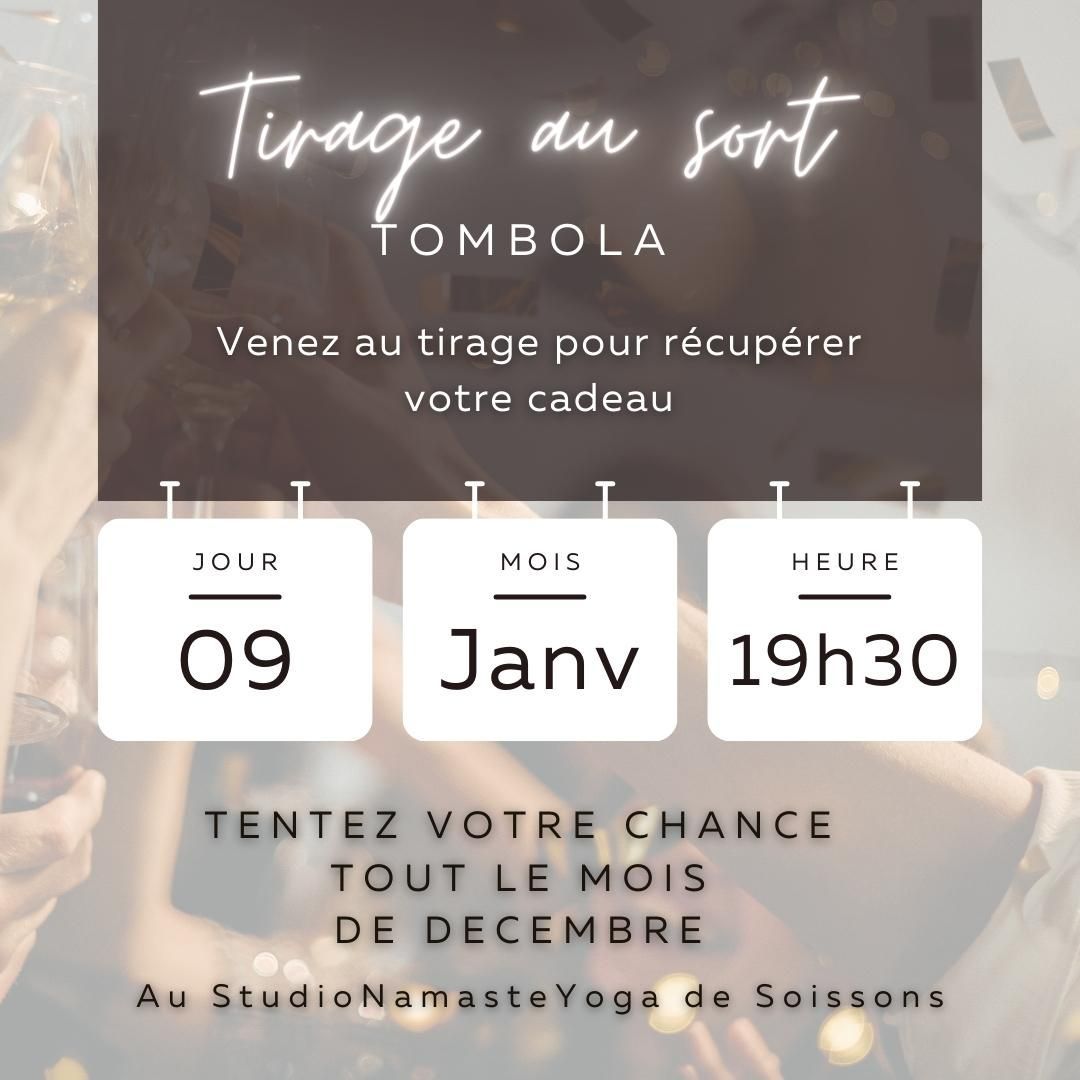 Tirage au sort
TOMBOLA
Venez au tirage pour récupérer
votre cadeau
JOUR
09
MOIS
Janv
HEURE
19h30
TENTEZ VOTRE CHANCE
TOUT LE MOIS
DE DECEMBRE
Au StudioNamasteYoga de Soissons